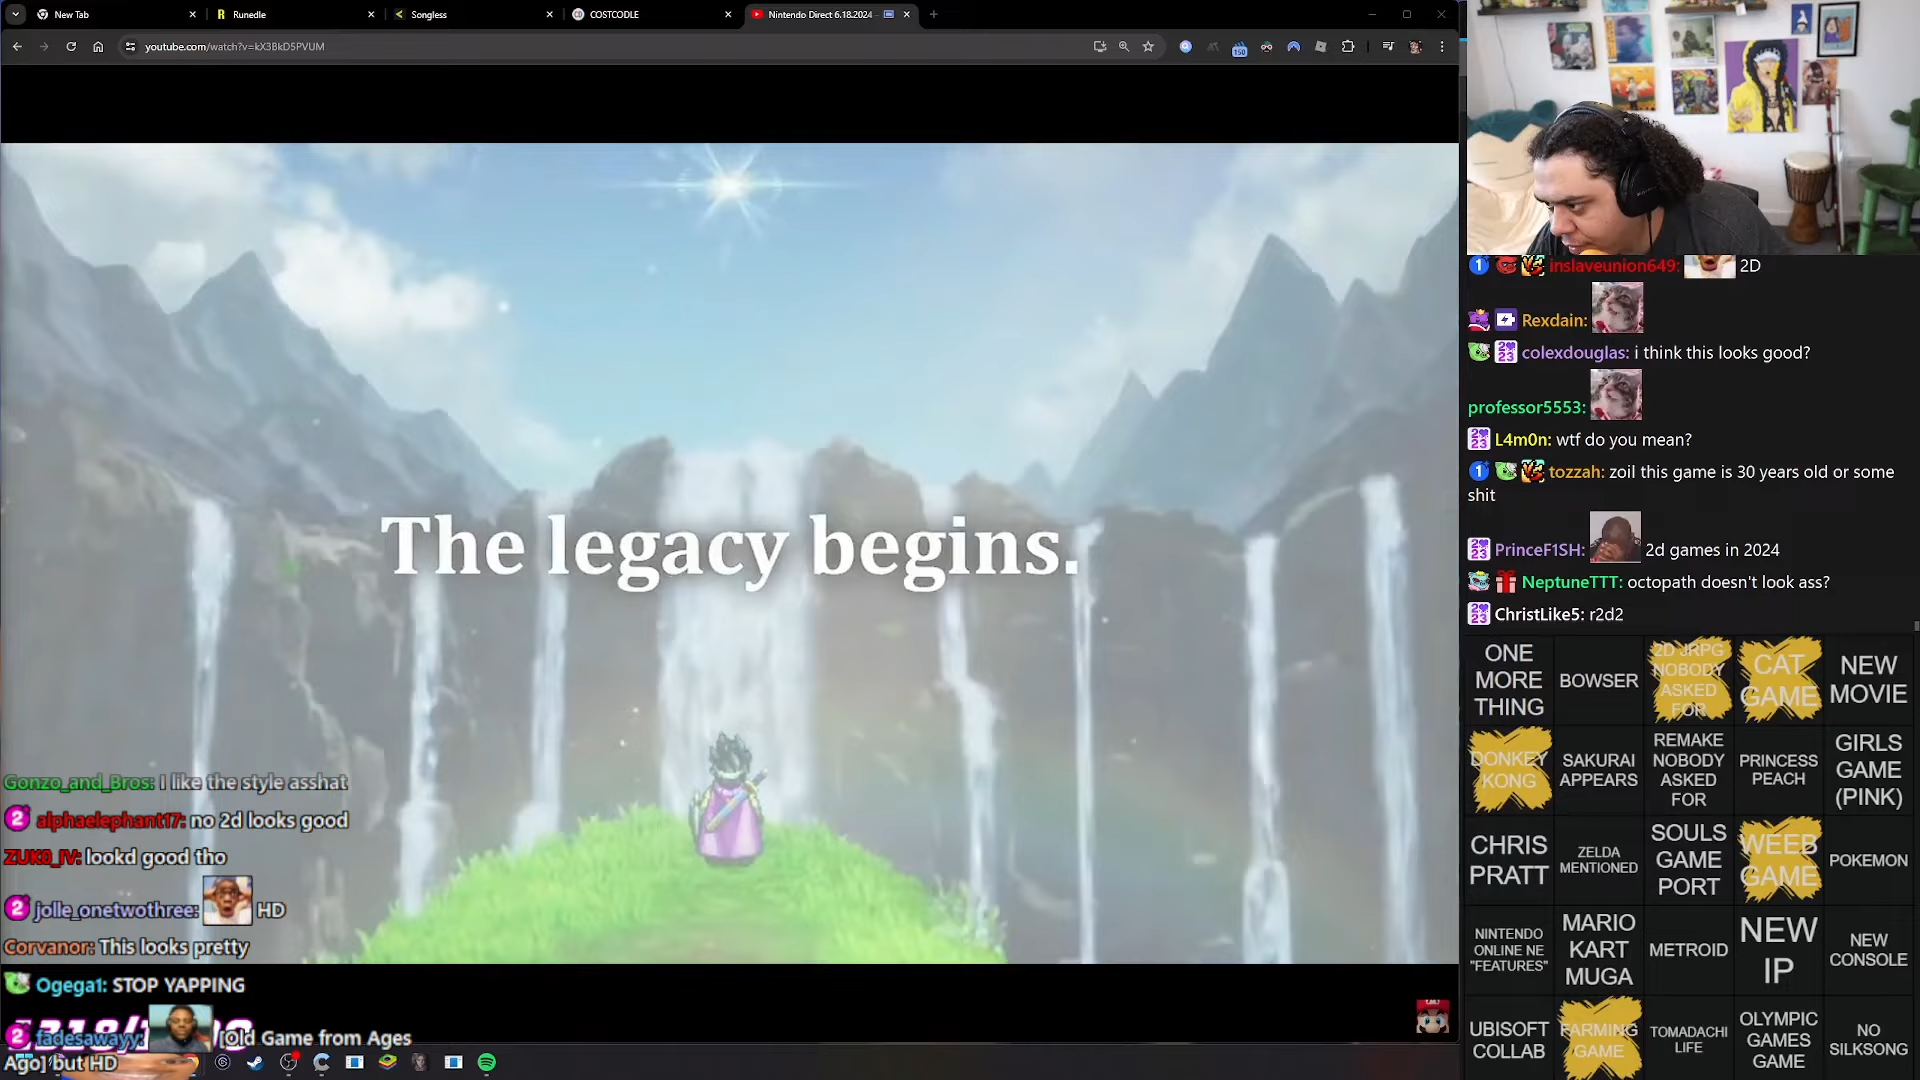 New Tab
Runedle
Songless
COSTCODLE
Nintendo Direct 6.18.2024 -
youtube.com/watch?v=kX3BkD5PVUM
150
The legacy begins.
Gonzo_and_Bros: I like the style asshat
alphaelephant17: no 2d looks good
ZUK0_IV: lookd good tho
jolle_onetwothree: HD
Corvanor: This looks pretty
Ogega1: STOP YAPPING
fadesawayy: [Old Game from Ages
Ago] but HD
inslaveunion649: 2D
Rexdain:
colexdouglas: i think this looks good?
professor5553:
L4m0n: wtf do you mean?
tozzah: zoil this game is 30 years old or some
shit
PrinceF1SH: 2d games in 2024
NeptuneTTT: octopath doesn't look ass?
ChristLike5: r2d2
ONE
MORE
THING
BOWSER
2D JRPG
NOBODY
ASKED
FOR
CAT
GAME
NEW
MOVIE
DONKEY
KONG
SAKURAI
APPEARS
REMAKE
NOBODY
ASKED
FOR
PRINCESS
PEACH
GIRLS
GAME
(PINK)
CHRIS
PRATT
ZELDA
MENTIONED
SOULS
GAME
PORT
WEEB
GAME
POKEMON
NINTENDO
ONLINE NE
"FEATURES"
MARIO
KART
MUGA
METROID
NEW
IP
NEW
CONSOLE
UBISOFT
COLLAB
FARMING
GAME
TOMADACHI
LIFE
OLYMPIC
GAMES
GAME
NO
SILKSONG